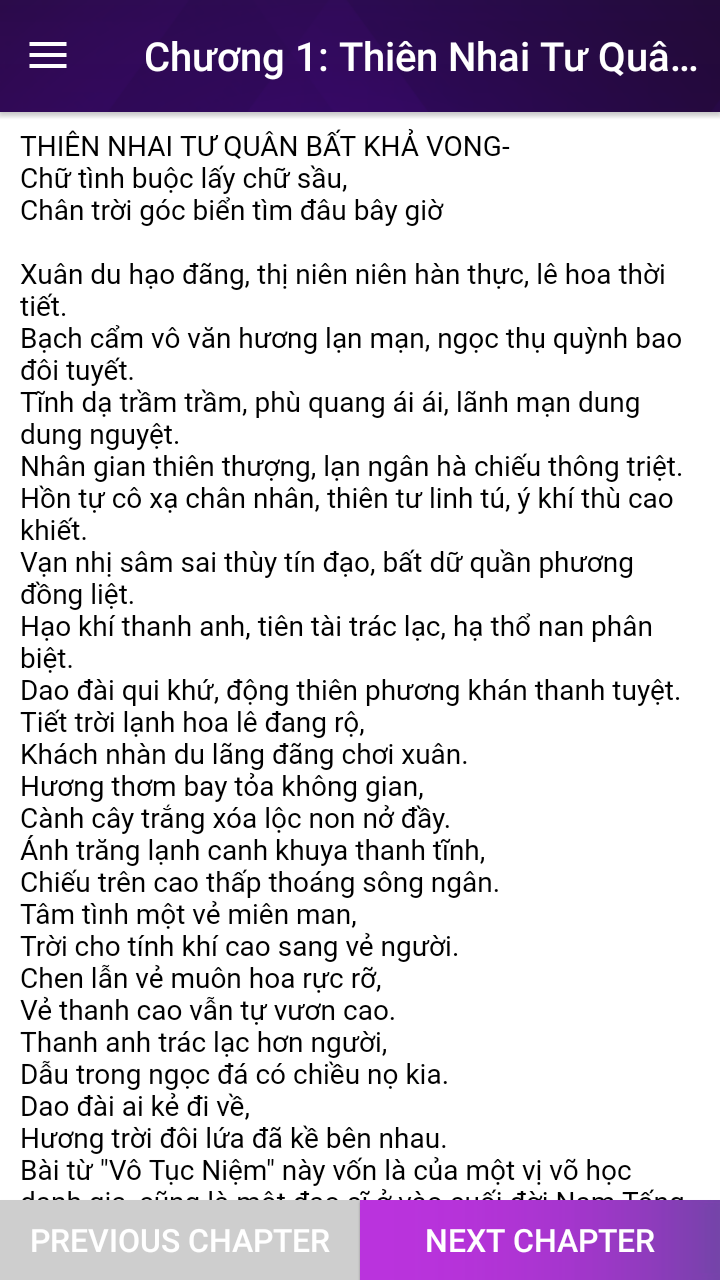 Chương 1: Thiên Nhai Tư Quâ...
THIÊN NHAI TƯ QUÂN BẤT KHẢ VONG-
Chữ tình buộc lấy chữ sầu,
Chân trời góc biển tìm đâu bây giờ
Xuân du hạo đãng, thị niên niên hàn thực, lê hoa thời
tiết.
Bạch cẩm vô văn hương lạn mạn, ngọc thụ quỳnh bao
đôi tuyết.
Tĩnh dạ trầm trầm, phù quang ái ái, lãnh mạn dung
dung nguyệt.
Nhân gian thiên thượng, lạn ngân hà chiếu thông triệt.
Hồn tự cô xạ chân nhân, thiên tư linh tú, ý khí thù cao
khiết.
Vạn nhị sâm sai thùy tín đạo, bất dữ quần phương
đồng liệt.
Hạo khí thanh anh, tiên tài trác lạc, hạ thổ nan phân
biệt.
Dao đài qui khứ, động thiên phương khán thanh tuyệt.
Tiết trời lạnh hoa lê đang rộ,
Khách nhàn du lãng đãng chơi xuân.
Hương thơm bay tỏa không gian,
Cành cây trắng xóa lộc non nở đầy.
Ánh trăng lạnh canh khuya thanh tĩnh,
Chiếu trên cao thấp thoáng sông ngân.
Tâm tình một vẻ miên man,
Trời cho tính khí cao sang vẻ người.
Chen lẫn vẻ muôn hoa rực rỡ,
Vẻ thanh cao vẫn tự vươn cao.
Thanh anh trác lạc hơn người,
Dẫu trong ngọc đá có chiều nọ kia.
Dao đài ai kẻ đi về,
Hương trời đôi lứa đã kề bên nhau.
Bài từ "Vô Tục Niệm" này vốn là của một vị võ học
danh gia, cũng là một đạo sĩ ở vào cuối đời Nam Tống
PREVIOUS CHAPTER
NEXT CHAPTER